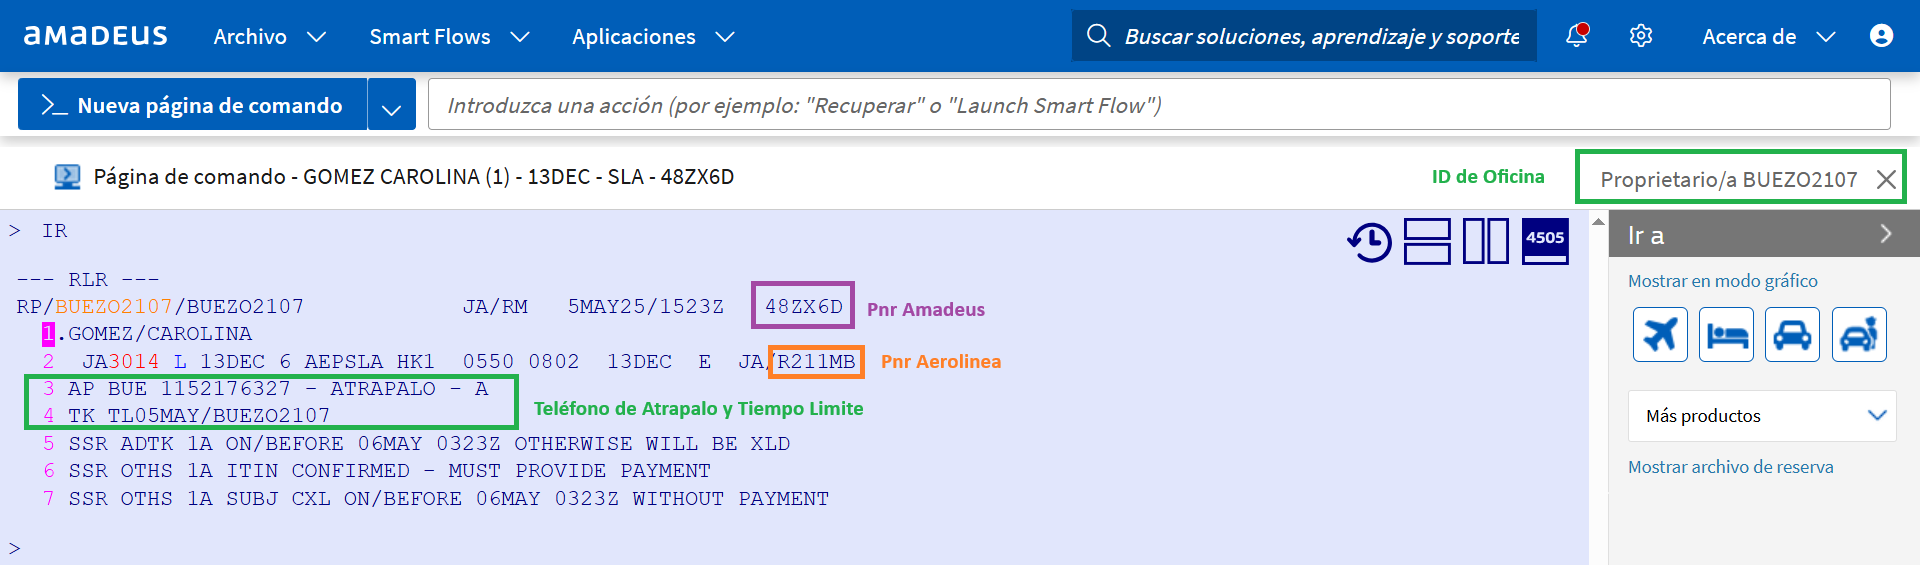 amadeus Archivo Smart Flows Aplicaciones Buscar soluciones, aprendizaje y soporte Acerca de
>_ Nueva página de comando Introduzca una acción (por ejemplo: "Recuperar" o "Launch Smart Flow")
Página de comando - GOMEZ CAROLINA (1) - 13DEC - SLA - 48ZX6D ID de Oficina Proprietario/a BUEZO2107
> IR
4505
Ir a
--- RLR ---
Mostrar en modo gráfico
RP/BUEZO2107/BUEZO2107 JA/RM 5MAY25/1523Z 48ZX6D Pnr Amadeus
1.GOMEZ/CAROLINA
2 JA3014 L 13DEC 6 AEPSLA HK1 0550 0802 13DEC E JA/R211MB Pnr Aerolinea
3 AP BUE 1152176327 - ATRAPALO - A
4 TK TL05MAY/BUEZO2107
Teléfono de Atrapalo y Tiempo Limite
Más productos
5 SSR ADTK 1A ON/BEFORE 06MAY 0323Z OTHERWISE WILL BE XLD
6 SSR OTHS 1A ITIN CONFIRMED - MUST PROVIDE PAYMENT
Mostrar archivo de reserva
7 SSR OTHS 1A SUBJ CXL ON/BEFORE 06MAY 0323Z WITHOUT PAYMENT
>